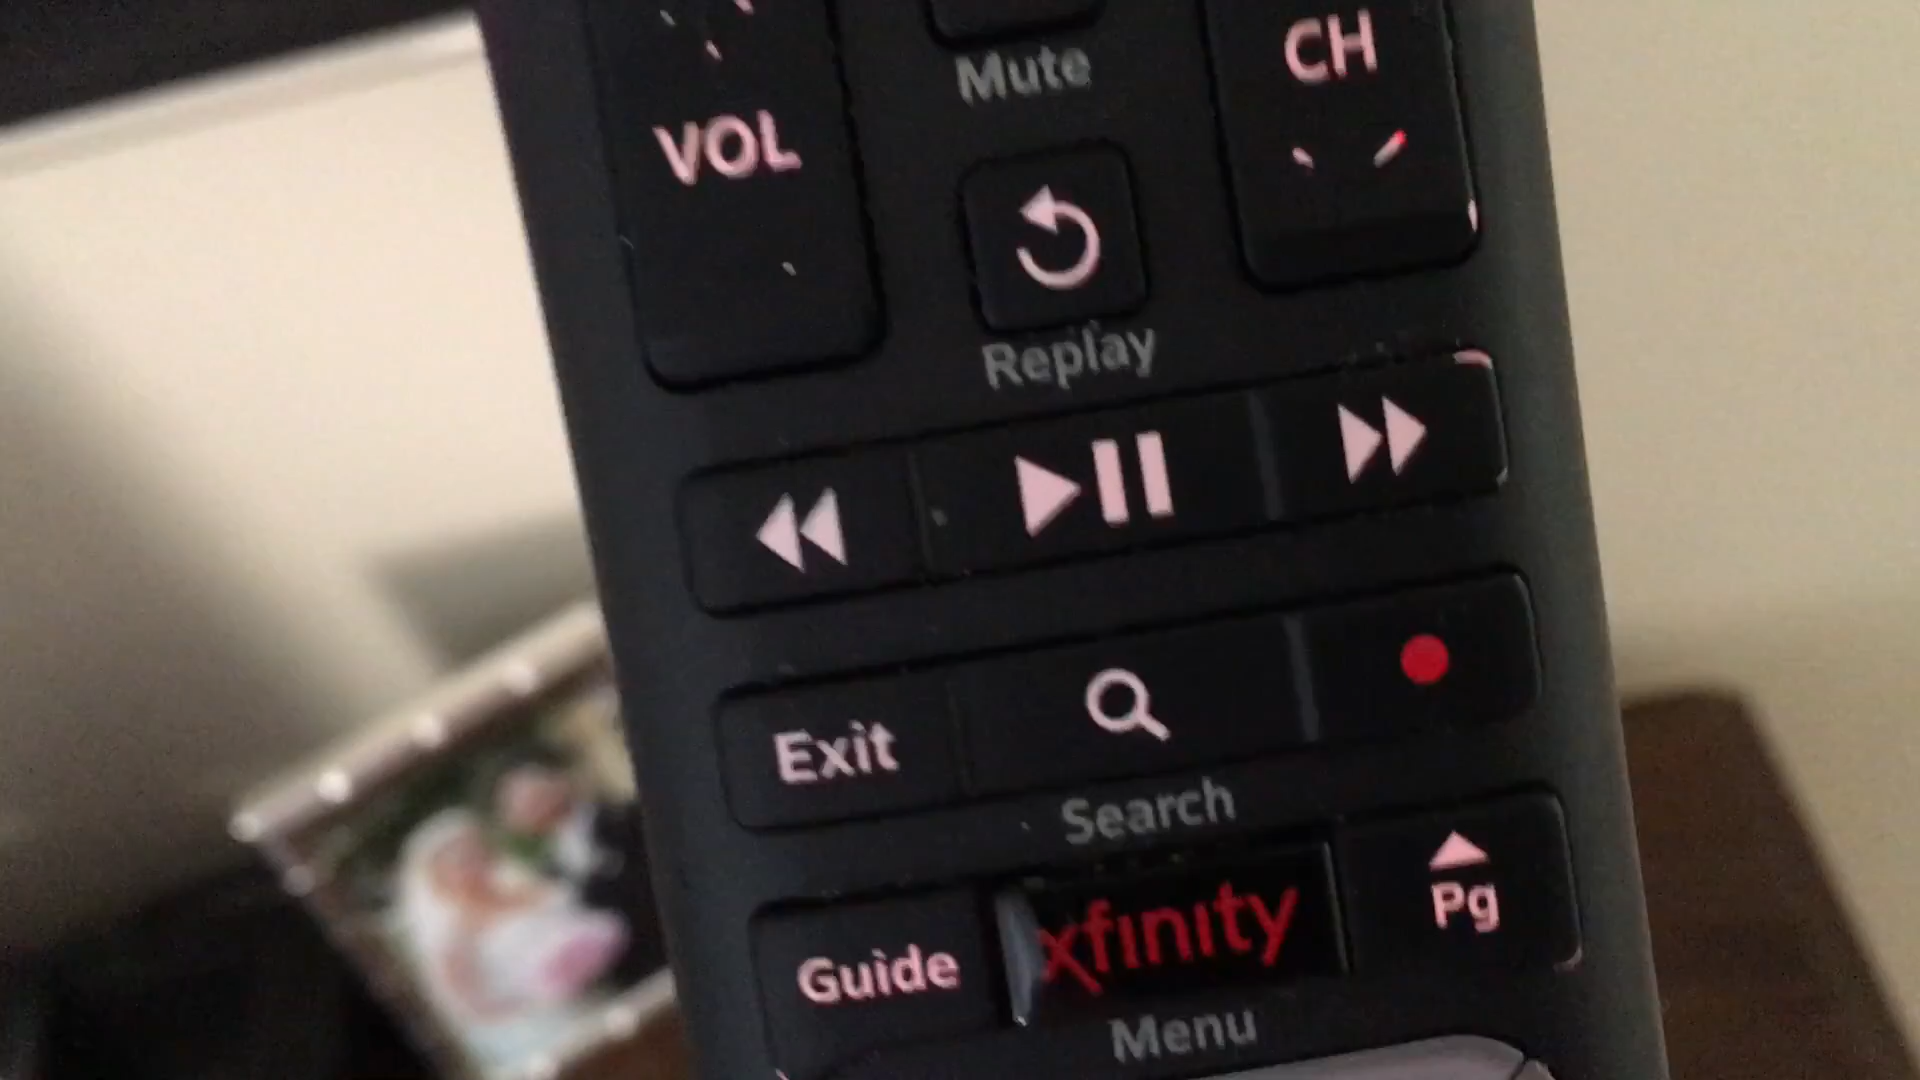 Mute
CH
VOL
Replay
Exit
Search
Guide
xfinity
Pg
Menu